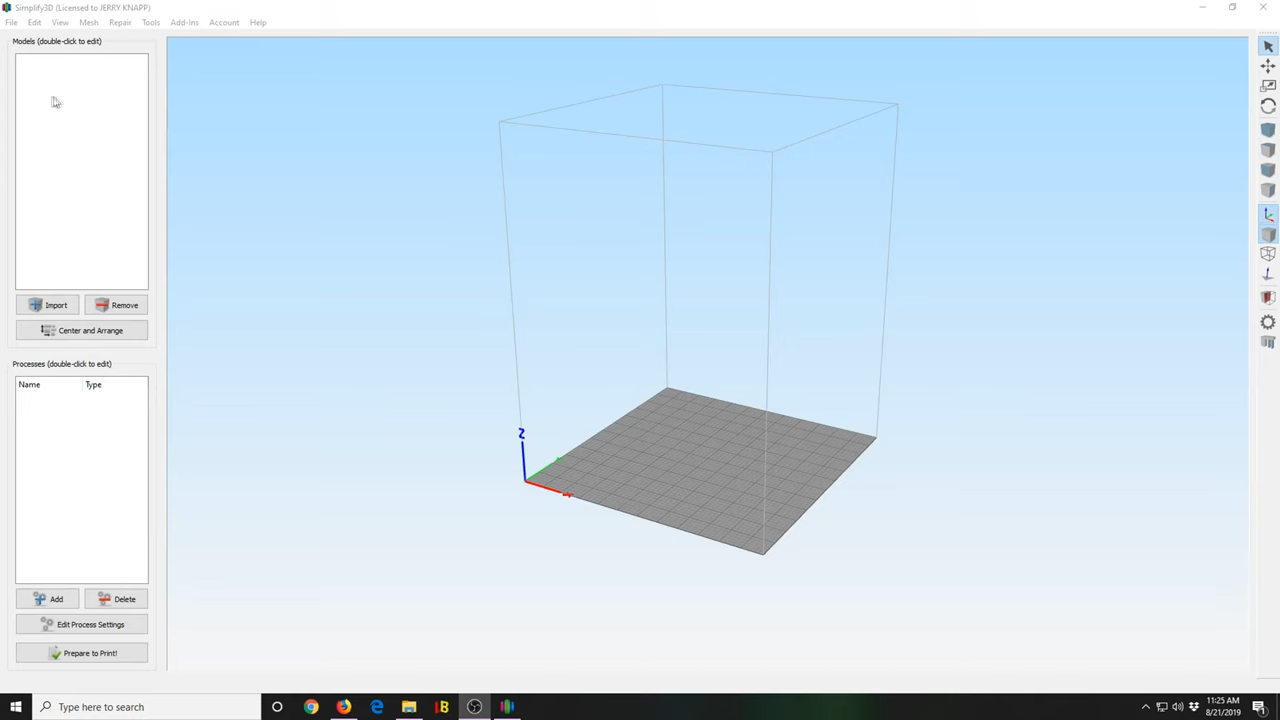 Simplify3D (Licensed to JERRY KNAPP)
File Edit View Mesh Repair Tools Add-Ins Account Help
Models (double-click to edit)
Import Remove
Center and Arrange
Processes (double-click to edit)
Name Type
Add Delete
Edit Process Settings
Prepare to Print!
Z
Type here to search
LB
11:25 AM
8/21/2019
1